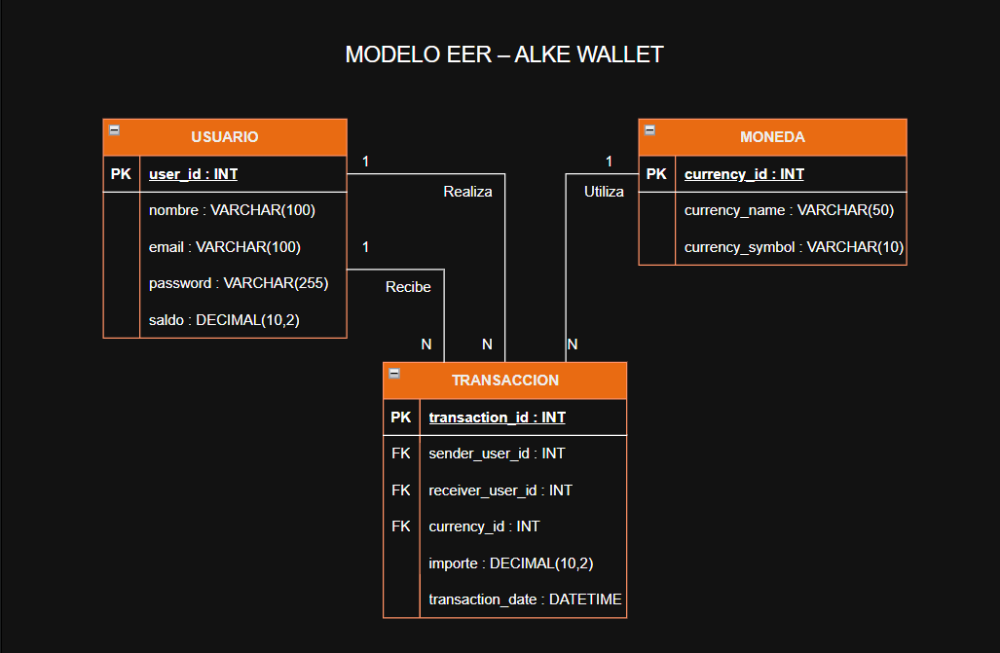 MODELO EER – ALKE WALLET
USUARIO
PK user_id : INT
nombre : VARCHAR(100)
email : VARCHAR(100)
password : VARCHAR(255)
saldo : DECIMAL(10,2)
1
Realiza
1
Recibe
N
N
MONEDA
PK currency_id : INT
currency_name : VARCHAR(50)
currency_symbol : VARCHAR(10)
1
Utiliza
N
TRANSACCION
PK transaction_id : INT
FK sender_user_id : INT
FK receiver_user_id : INT
FK currency_id : INT
importe : DECIMAL(10,2)
transaction_date : DATETIME